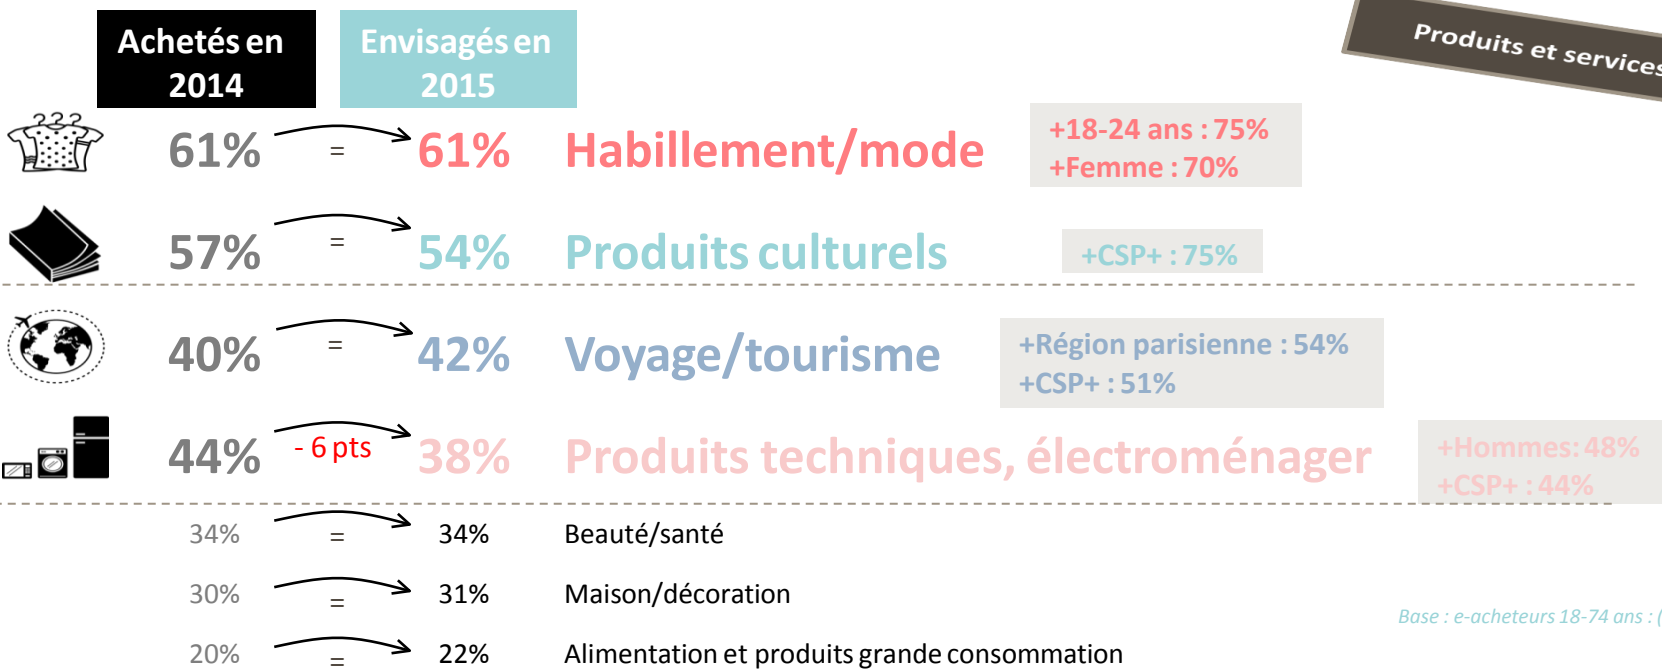 Produits et services
Achetés en
2014
Envisagés en
2015
61% = 61% Habillement/mode
+18-24 ans : 75%
+Femme : 70%
57% = 54% Produits culturels
+CSP+ : 75%
40% = 42% Voyage/tourisme
+Région parisienne : 54%
+CSP+ : 51%
44% - 6 pts 38% Produits techniques, électroménager
+Hommes: 48%
+CSP+ : 44%
34% = 34% Beauté/santé
30% = 31% Maison/décoration
Base : e-acheteurs 18-74 ans : (
20% = 22% Alimentation et produits grande consommation